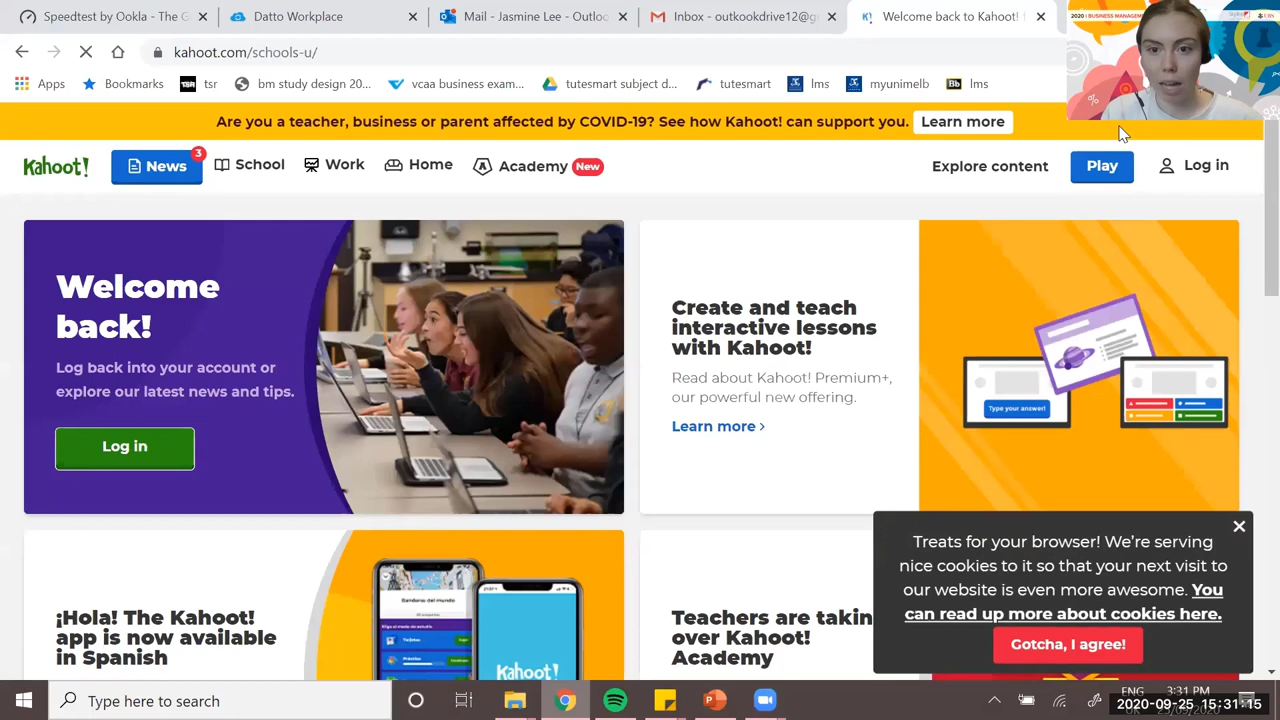 Speedtest by Ookla - The G
Datto Workplace
Mail - Jasmi
Outloo
Inbox - outkookdrive12@
Welcome back to Kahoot! f
kahoot.com/schools-u/
Apps
Bookmarks
tsr
bm study design 20...
vcaa business exam...
tutesmart subject d...
tutesmart
lms
myunimelb
Bb
lms
2020 | BUSINESS MANAGEM
Are you a teacher, business or parent affected by COVID-19? See how Kahoot! can support you.
Learn more
Kahoot!
News
3
School
Work
Home
Academy
New
Explore content
Play
Log in
Welcome
back!
Log back into your account or
explore our latest news and tips.
Log in
Create and teach
interactive lessons
with Kahoot!
Read about Kahoot! Premium+,
our powerful new offering.
Learn more ›
Type your answer!
¡Hola! The Kahoot!
app is now available
in Spanish
Kahoot!
Teachers are taking
over Kahoot!
Academy
Treats for your browser! We're serving
nice cookies to it so that your next visit to
our website is even more awesome. You
can read up more about cookies here.
Gotcha, I agree!
Type here to search
ENG
3:31 PM
2020-09-25 15:31:15